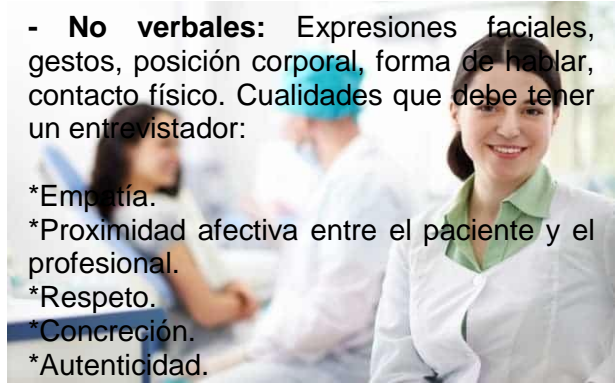 - No verbales: Expresiones faciales,
gestos, posición corporal, forma de hablar,
contacto físico. Cualidades que debe tener
un entrevistador:
*Empatía.
*Proximidad afectiva entre el paciente y el
profesional.
*Respeto.
*Concreción.
*Autenticidad.